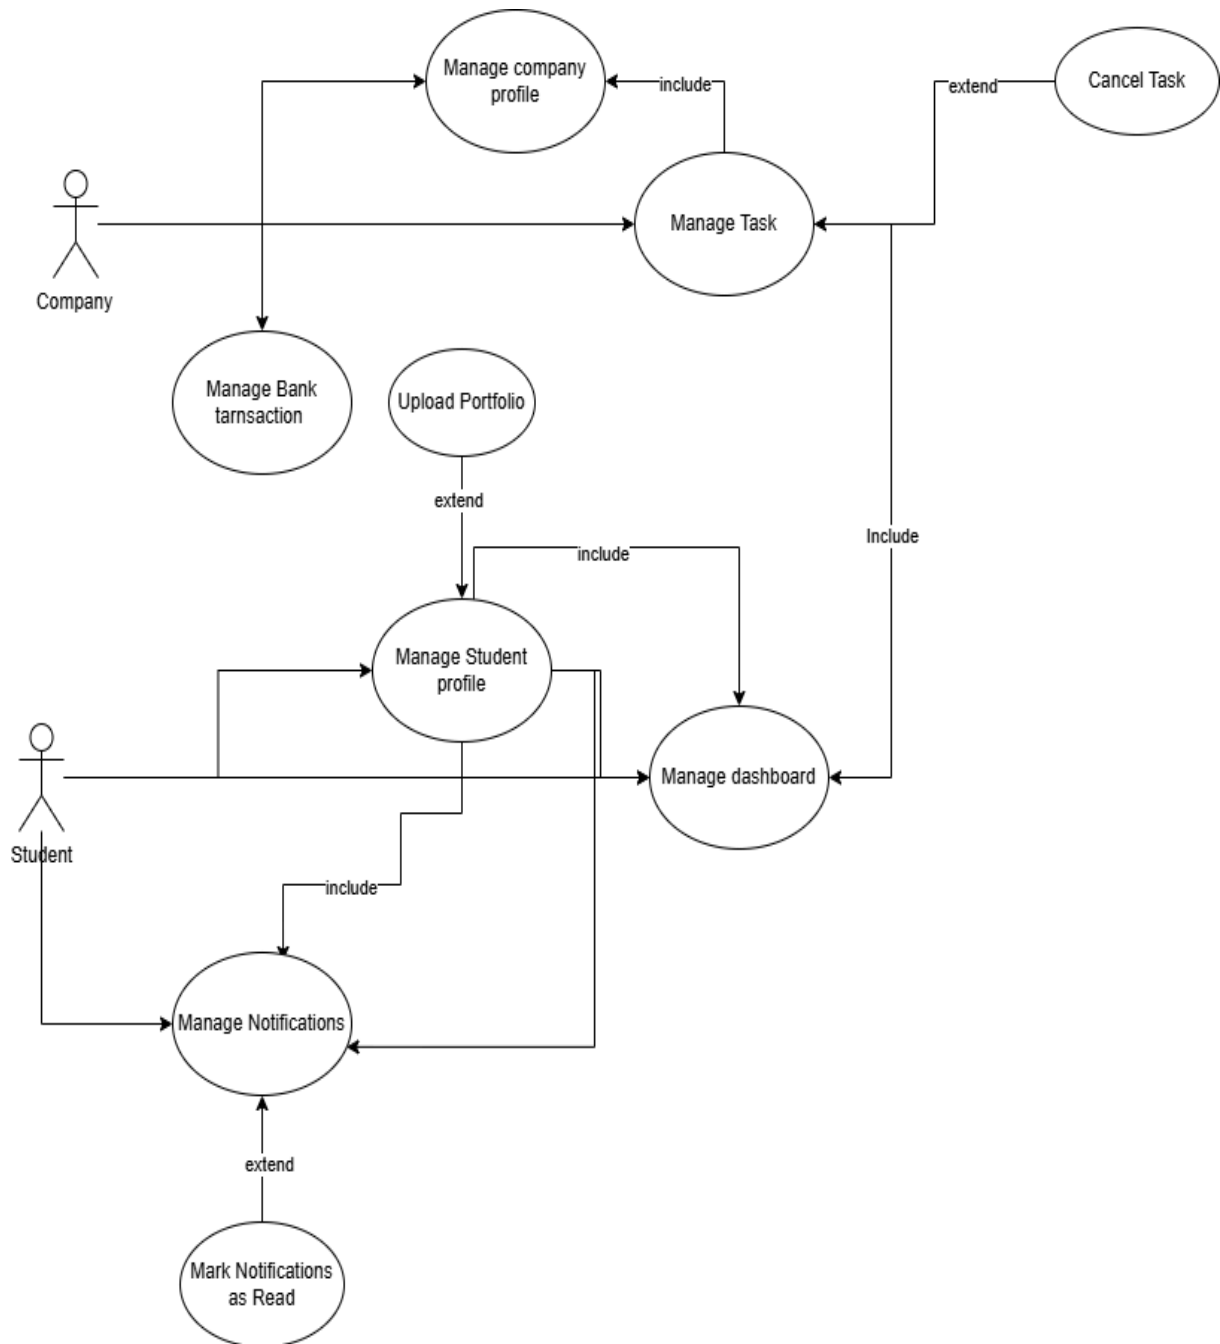 Manage company
profile
include
extend
Cancel Task
Manage Task
Company
Manage Bank
tarnsaction
Upload Portfolio
extend
include
Include
Manage Student
profile
Manage dashboard
Student
include
Manage Notifications
extend
Mark Notifications
as Read